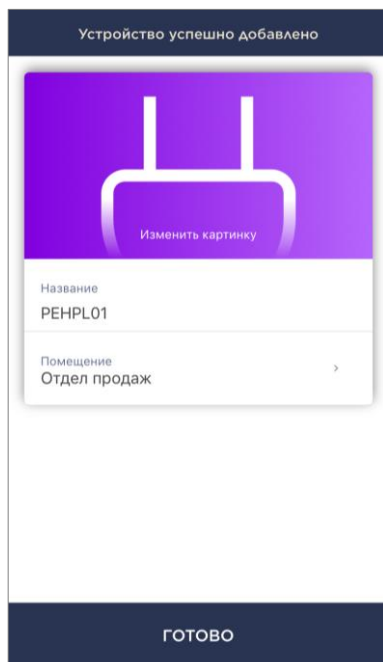 Устройство успешно добавлено
Изменить картинку
Название
PEHPL01
Помещение
Отдел продаж
ГОТОВО